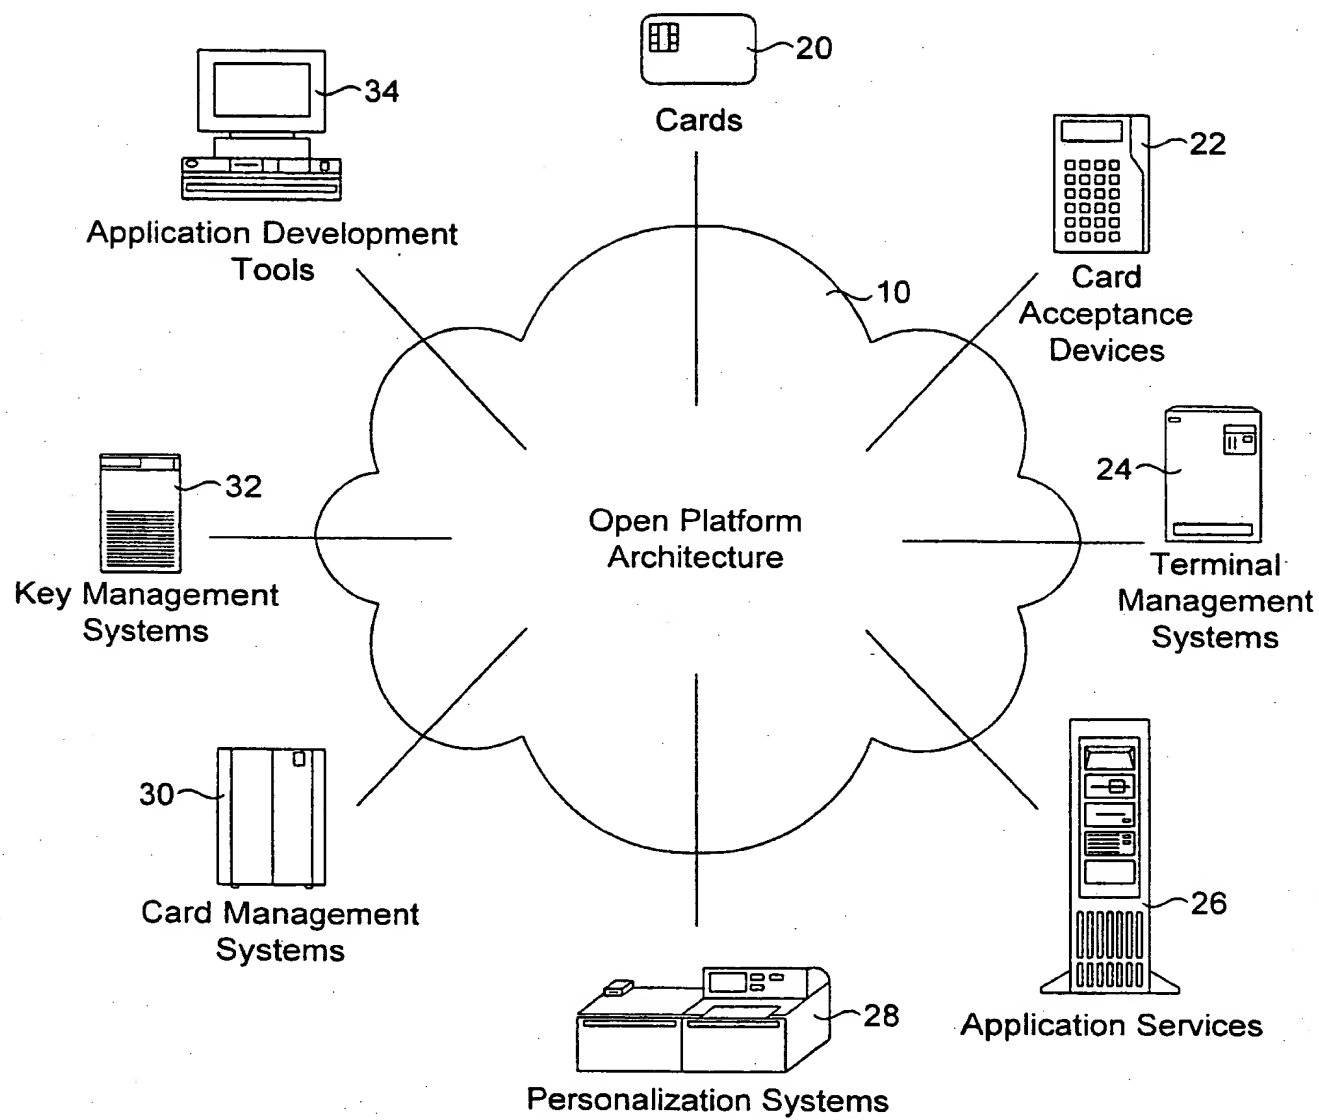 20
Cards
34
Application Development
Tools
22
Card
Acceptance
Devices
10
24
Terminal
Management
Systems
Open Platform
Architecture
32
Key Management
Systems
30
Card Management
Systems
26
Application Services
28
Personalization Systems